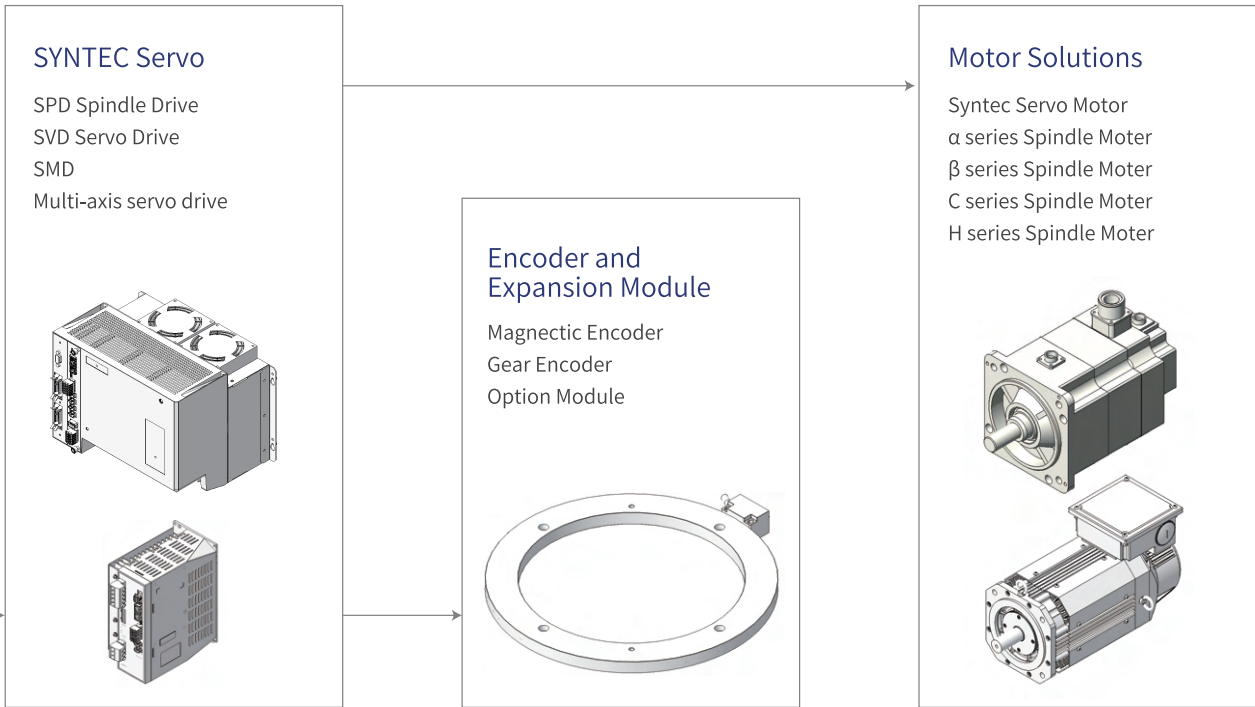 SYNTEC Servo
SPD Spindle Drive
SVD Servo Drive
SMD
Multi-axis servo drive
Encoder and
Expansion Module
Magnectic Encoder
Gear Encoder
Option Module
Motor Solutions
Syntec Servo Motor
α series Spindle Moter
β series Spindle Moter
C series Spindle Moter
H series Spindle Moter